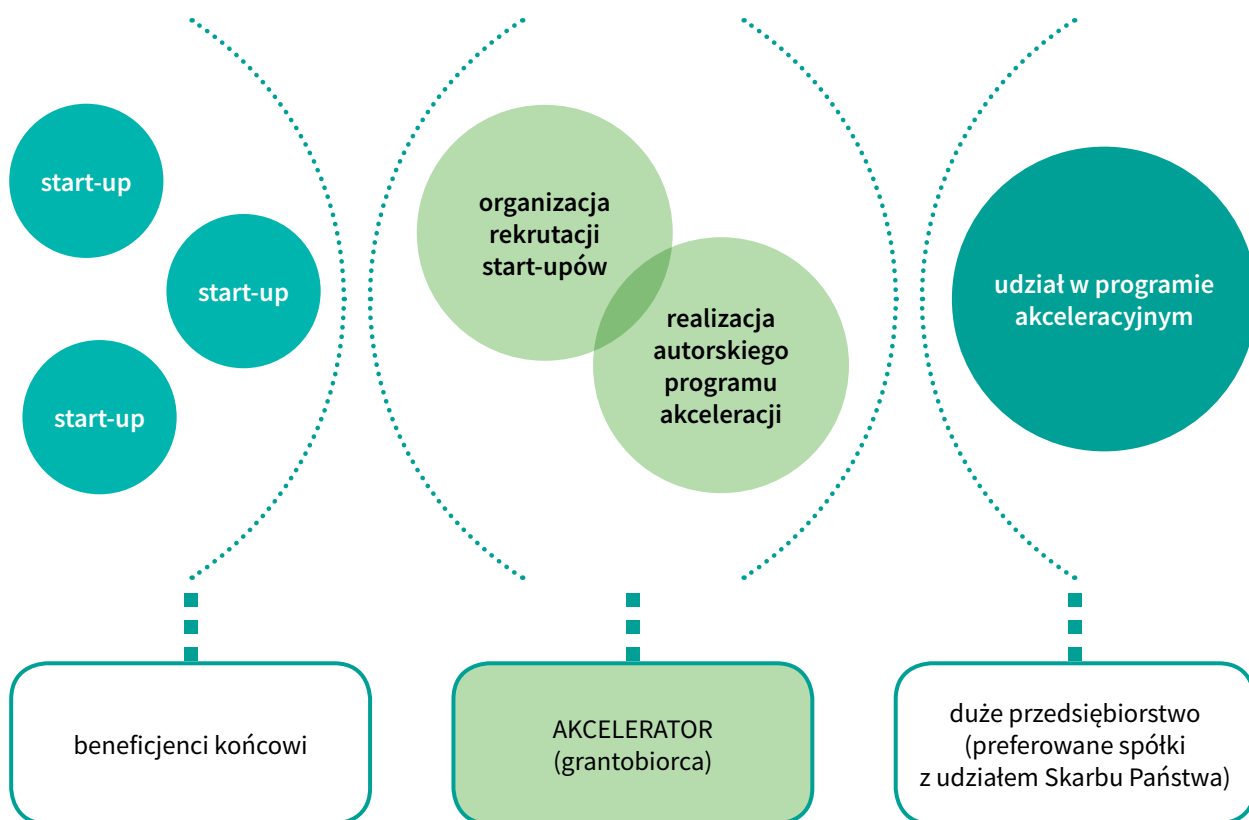 start-up
start-up
start-up
organizacja
rekrutacji
start-upów
realizacja
autorskiego
programu
akceleracji
udział w programie
akceleracyjnym
beneficjenci końcowi
AKCELERATOR
(grantobiorca)
duże przedsiębiorstwo
(preferowane spółki
z udziałem Skarbu Państwa)